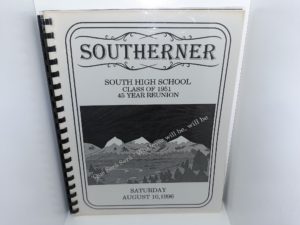 SOUTHERNER
SOUTH HIGH SCHOOL
CLASS OF 1951
45 YEAR REUNION
will be, will be
SATURDAY
AUGUST 10, 1996